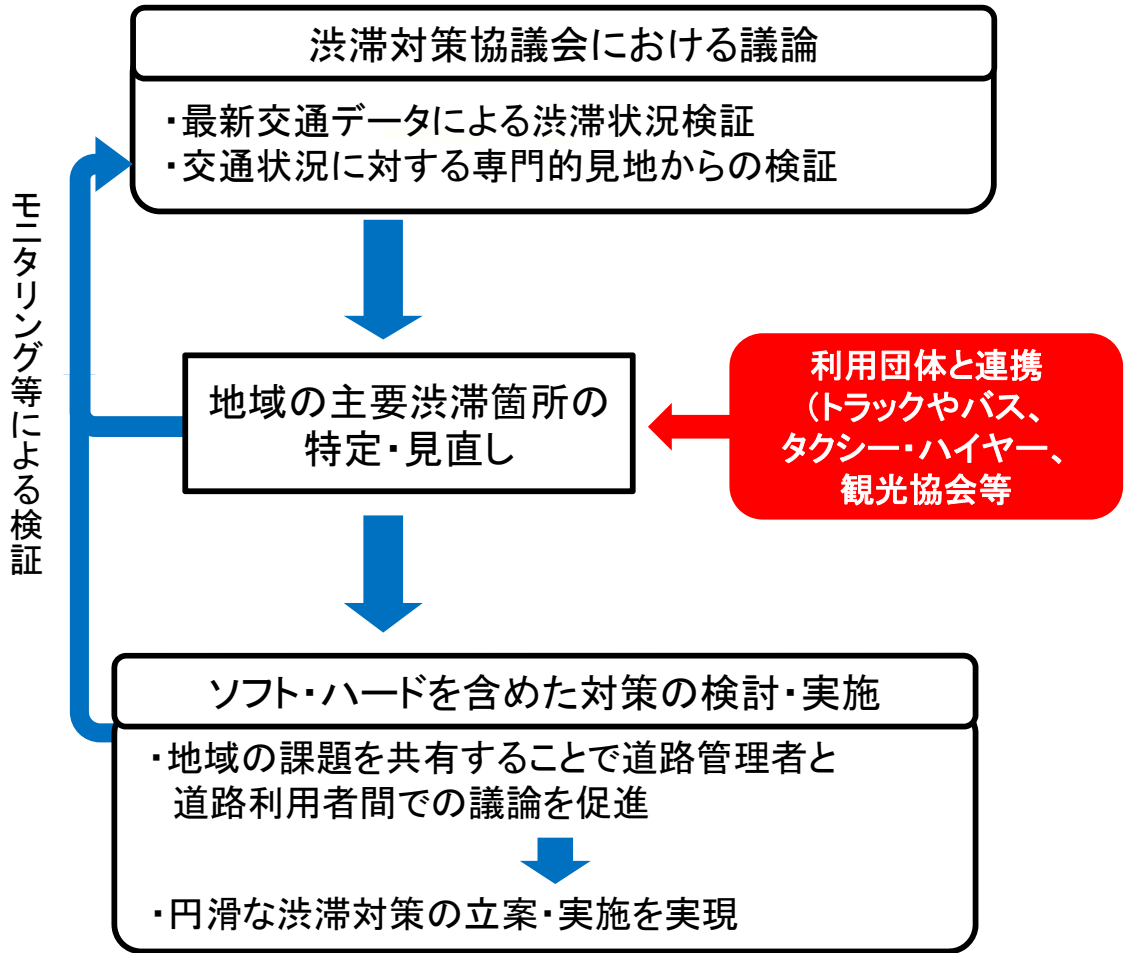 渋滞対策協議会における議論
・最新交通データによる渋滞状況検証
・交通状況に対する専門的見地からの検証
モニタリング等による検証
地域の主要渋滞箇所の
特定・見直し
利用団体と連携
(トラックやバス、
タクシー・ハイヤー、
観光協会等
ソフト・ハードを含めた対策の検討・実施
・地域の課題を共有することで道路管理者と
道路利用者間での議論を促進
・円滑な渋滞対策の立案・実施を実現